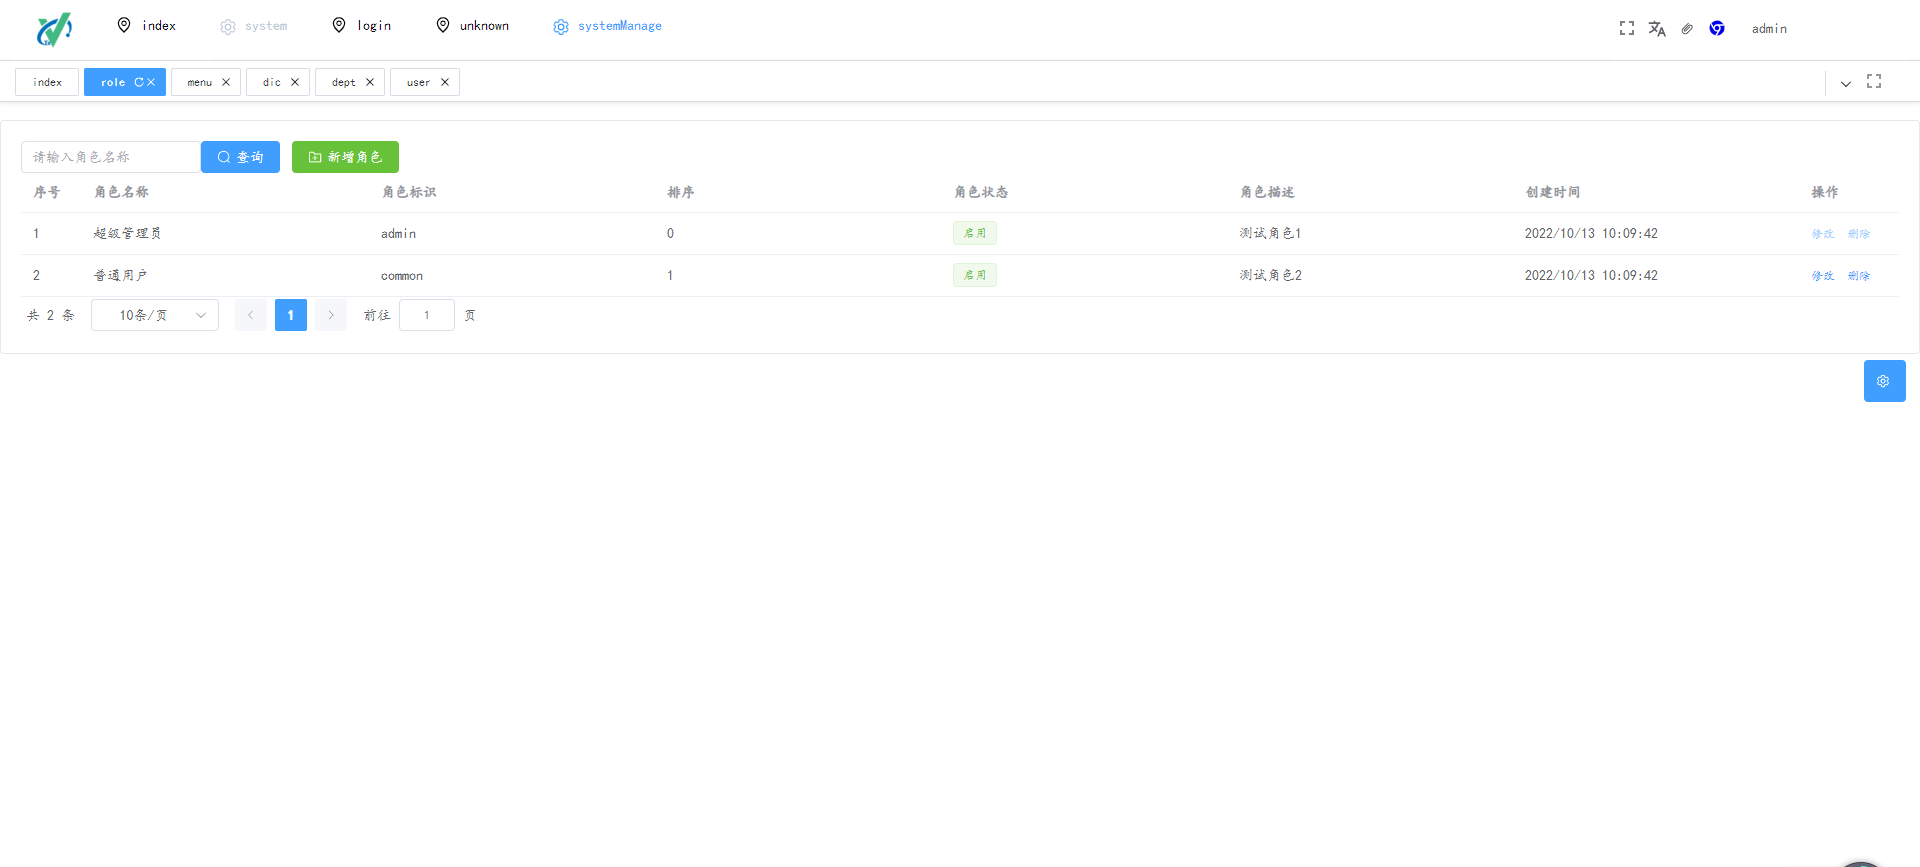 index system login unknown systemManage admin
index role menu dic dept user
请输入角色名称 查询 新增角色
序号 角色名称 角色标识 排序 角色状态 角色描述 创建时间 操作
1 超级管理员 admin 0 启用 测试角色1 2022/10/13 10:09:42 修改 删除
2 普通用户 common 1 启用 测试角色2 2022/10/13 10:09:42 修改 删除
共 2 条 10条/页 1 前往 1 页